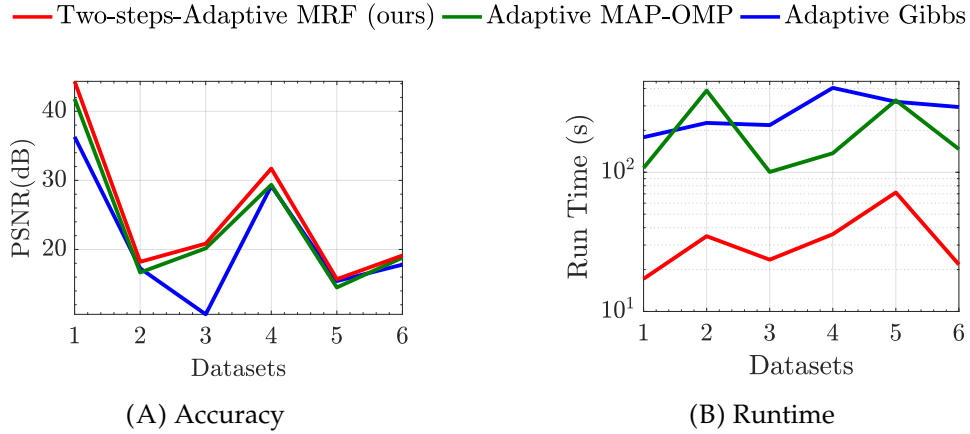 Two-steps-Adaptive MRF (ours) Adaptive MAP-OMP Adaptive Gibbs
PSNR(dB)
40
30
20
1 2 3 4 5 6
Datasets
(A) Accuracy
Run Time (s)
10^2
10^1
1 2 3 4 5 6
Datasets
(B) Runtime